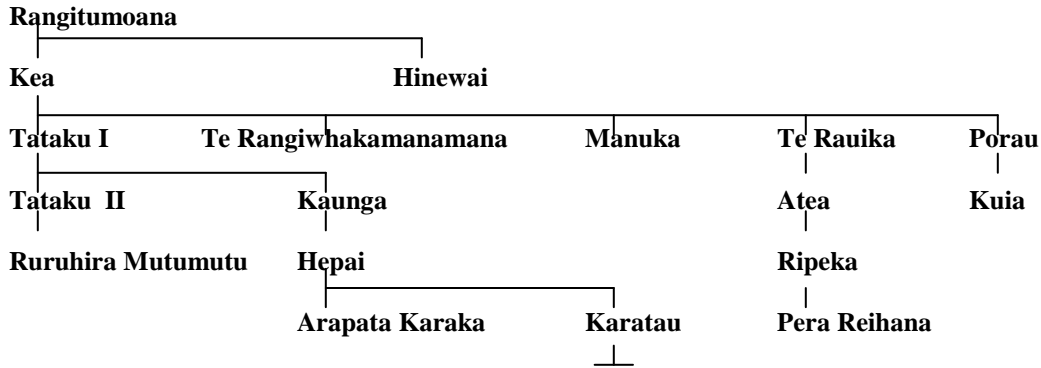 Rangitumoana
Kea Hinewai
Tataku I Te Rangiwhakamanamana Manuka Te Rauika Porau
Tataku II Kaunga Atea Kuia
Ruruhira Mutumutu Hepai Ripeka
Arapata Karaka Karatau Pera Reihana